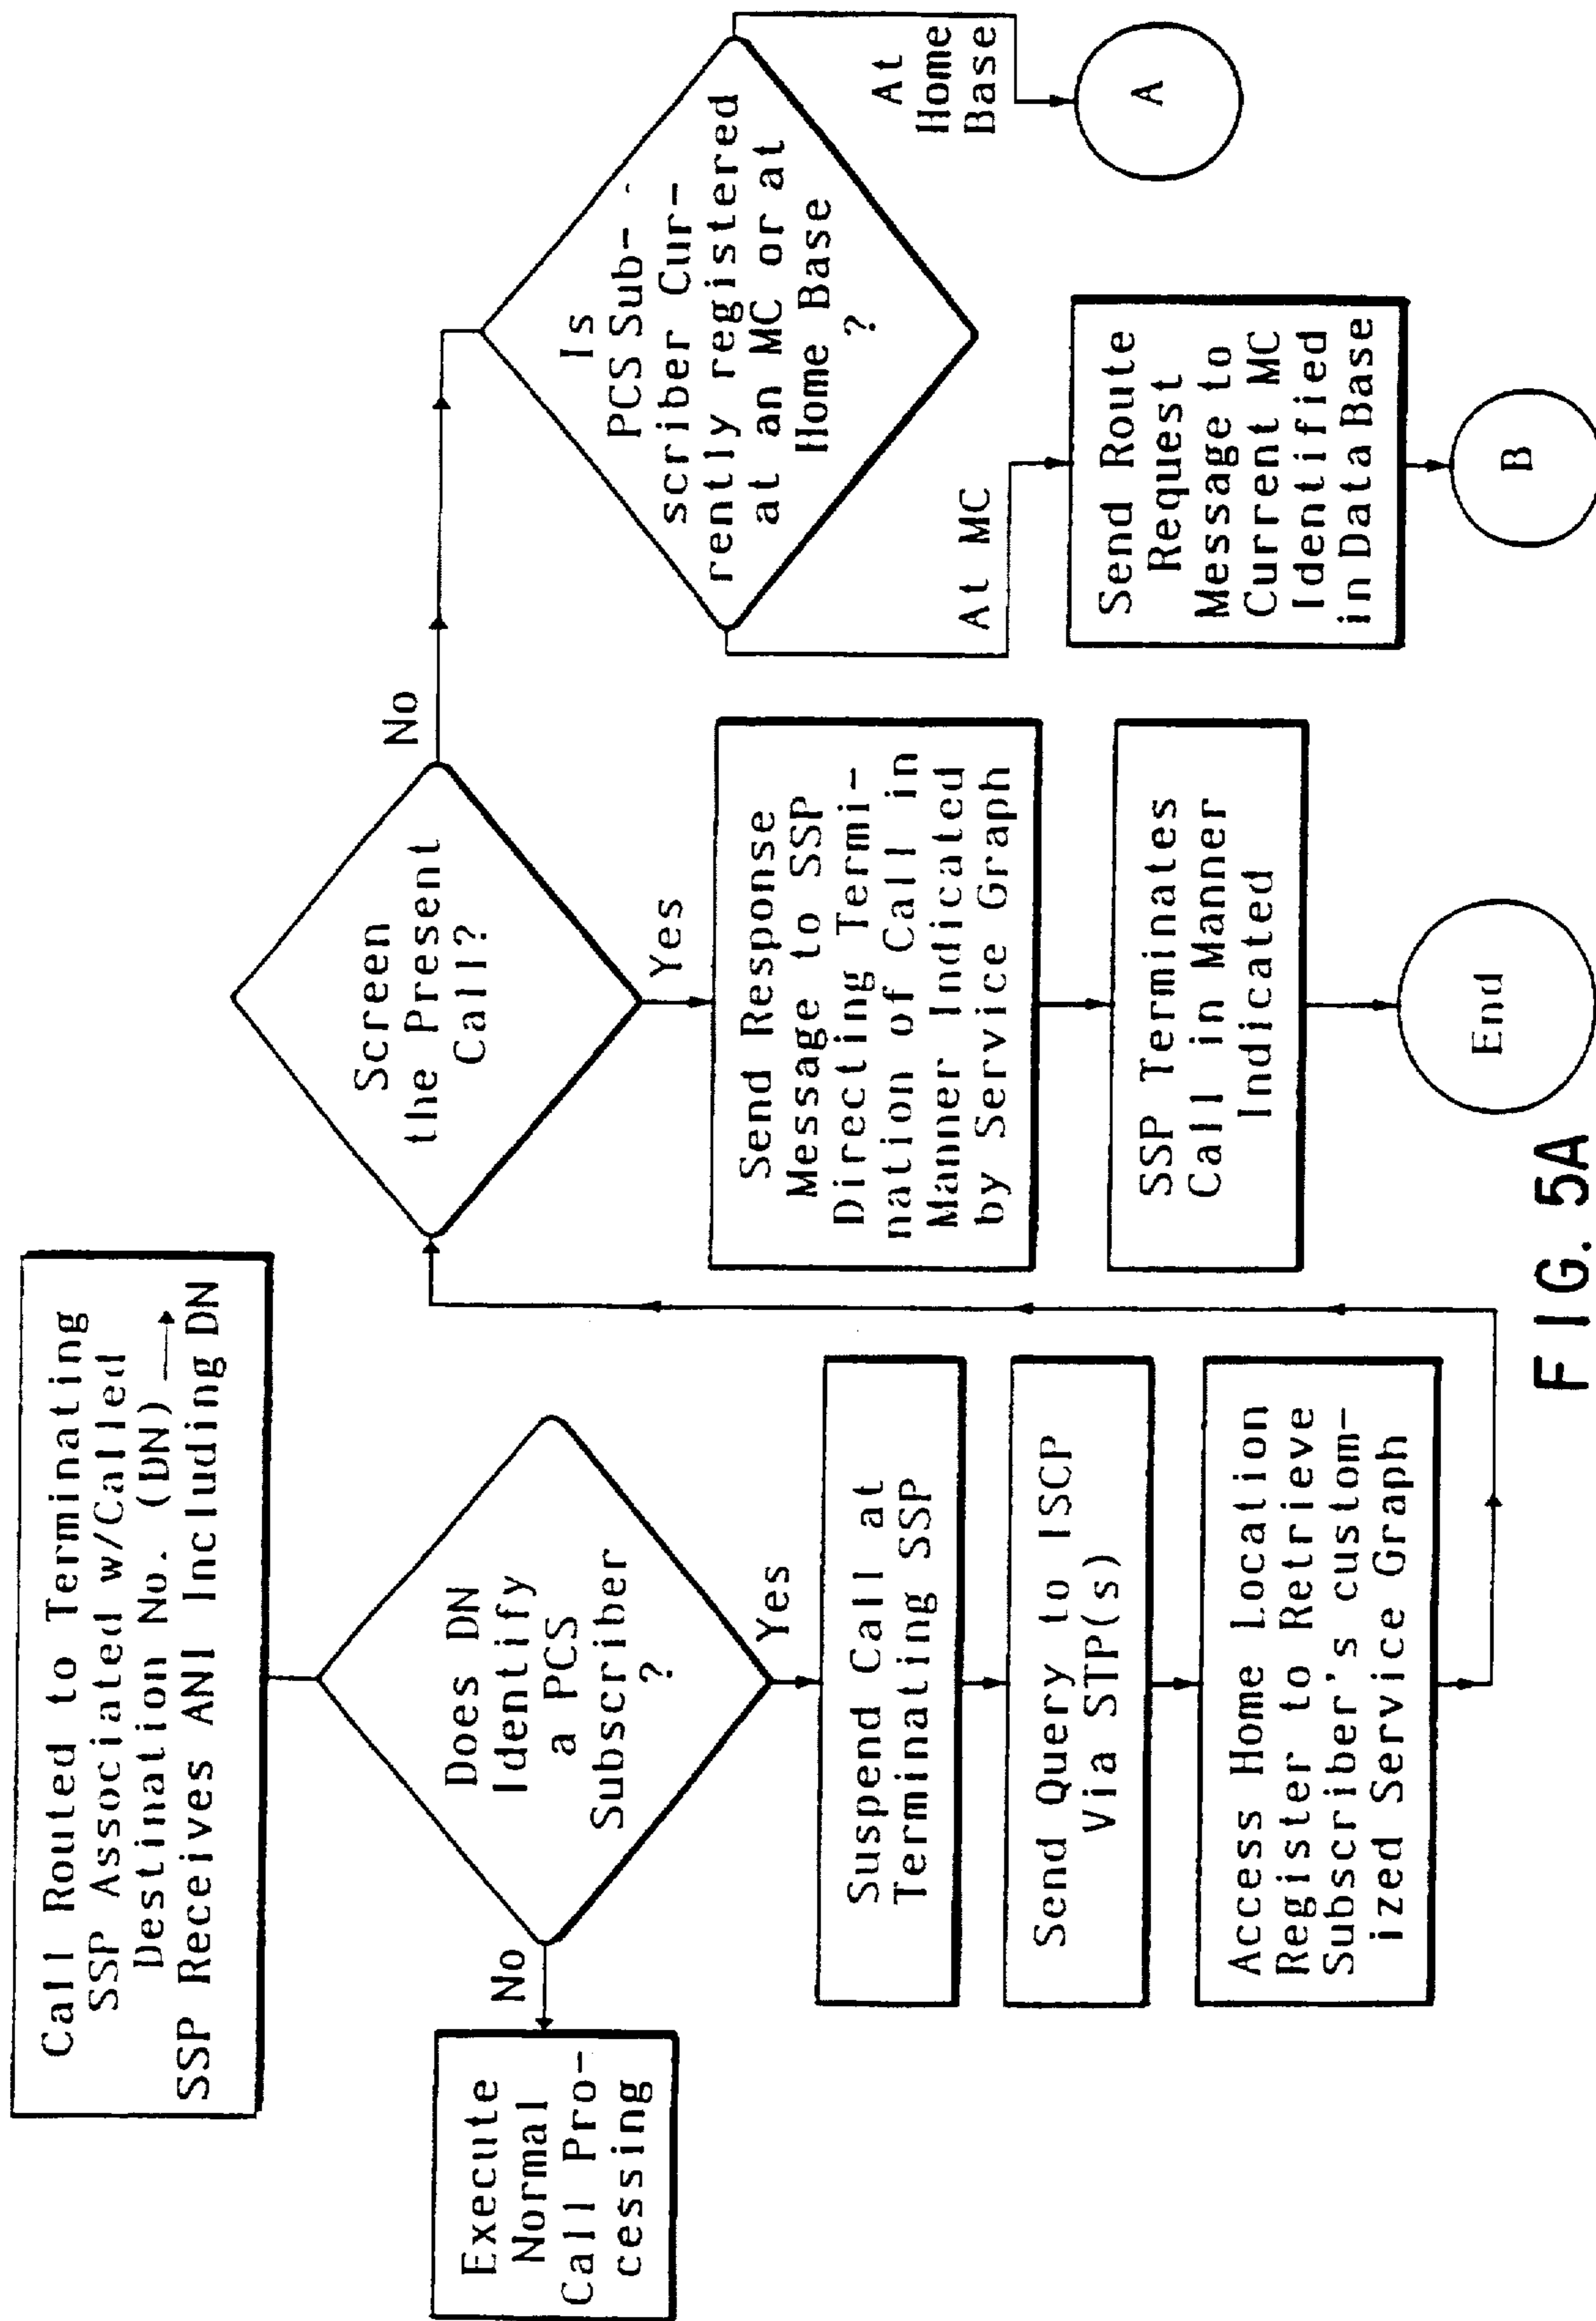 Call Routed to Terminating
SSP Associated w/Called
Destination No. (DN) →
SSP Receives ANI Including DN
Does DN
Identify
a PCS
Subscriber
?
No
Execute
Normal
Call Pro-
cessing
Yes
Suspend Call at
Terminating SSP
Send Query to ISCP
Via STP(s)
Access Home Location
Register to Retrieve
Subscriber's custom-
ized Service Graph
Screen
the Present
Call?
No
Yes
Send Response
Message to SSP
Directing Termi-
nation of Call in
Manner Indicated
by Service Graph
SSP Terminates
Call in Manner
Indicated
End
Is
PCS Sub-
scriber Cur-
rently registered
at an MC or at
Home Base
?
At MC
Send Route
Request
Message to
Current MC
Identified
in Data Base
B
At
Home
Base
A
FIG. 5A